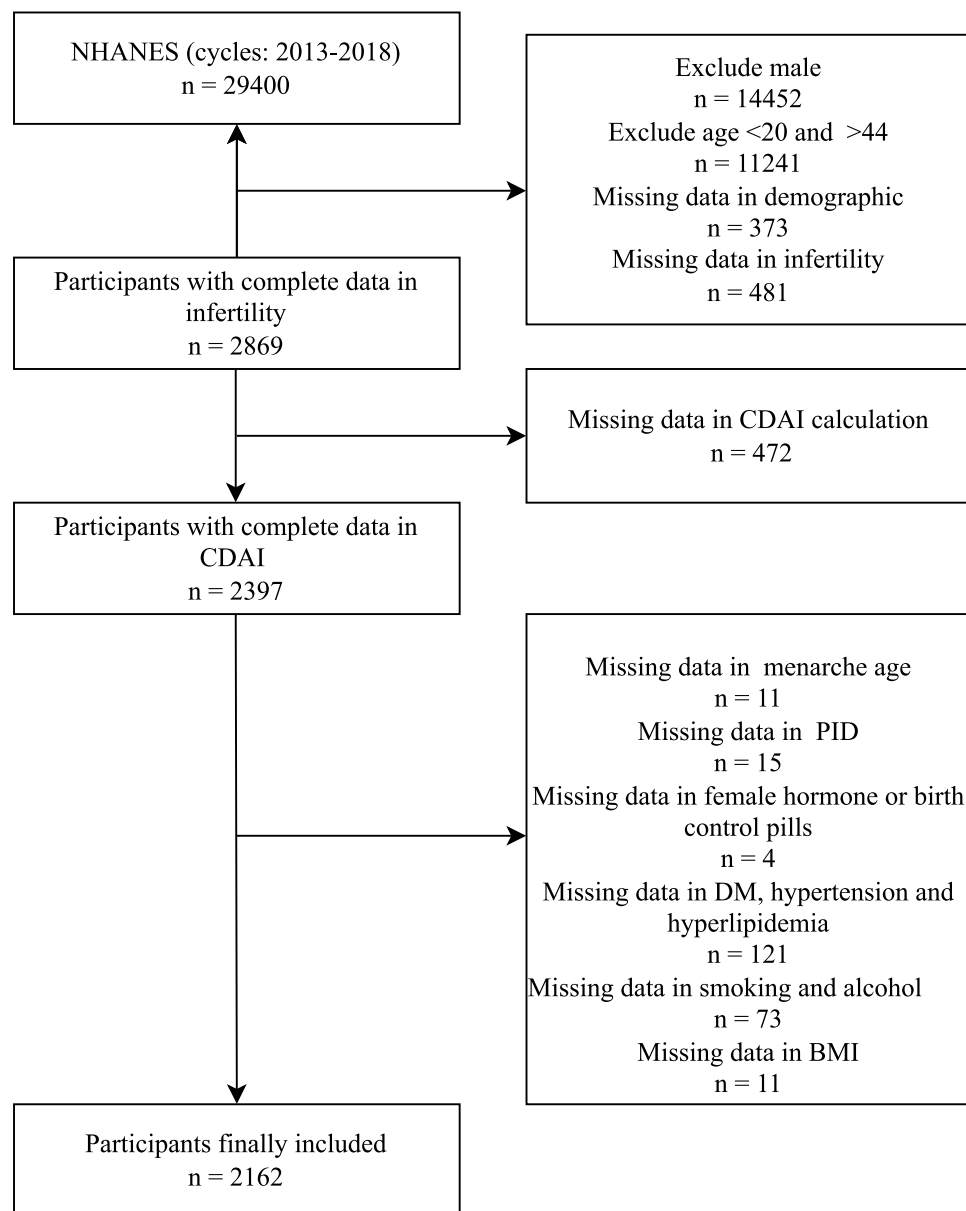 NHANES (cycles: 2013-2018)
n = 29400
Exclude male
n = 14452
Exclude age <20 and >44
n = 11241
Missing data in demographic
n = 373
Missing data in infertility
n = 481
Participants with complete data in
infertility
n = 2869
Missing data in CDAI calculation
n = 472
Participants with complete data in
CDAI
n = 2397
Missing data in menarche age
n = 11
Missing data in PID
n = 15
Missing data in female hormone or birth
control pills
n = 4
Missing data in DM, hypertension and
hyperlipidemia
n = 121
Missing data in smoking and alcohol
n = 73
Missing data in BMI
n = 11
Participants finally included
n = 2162